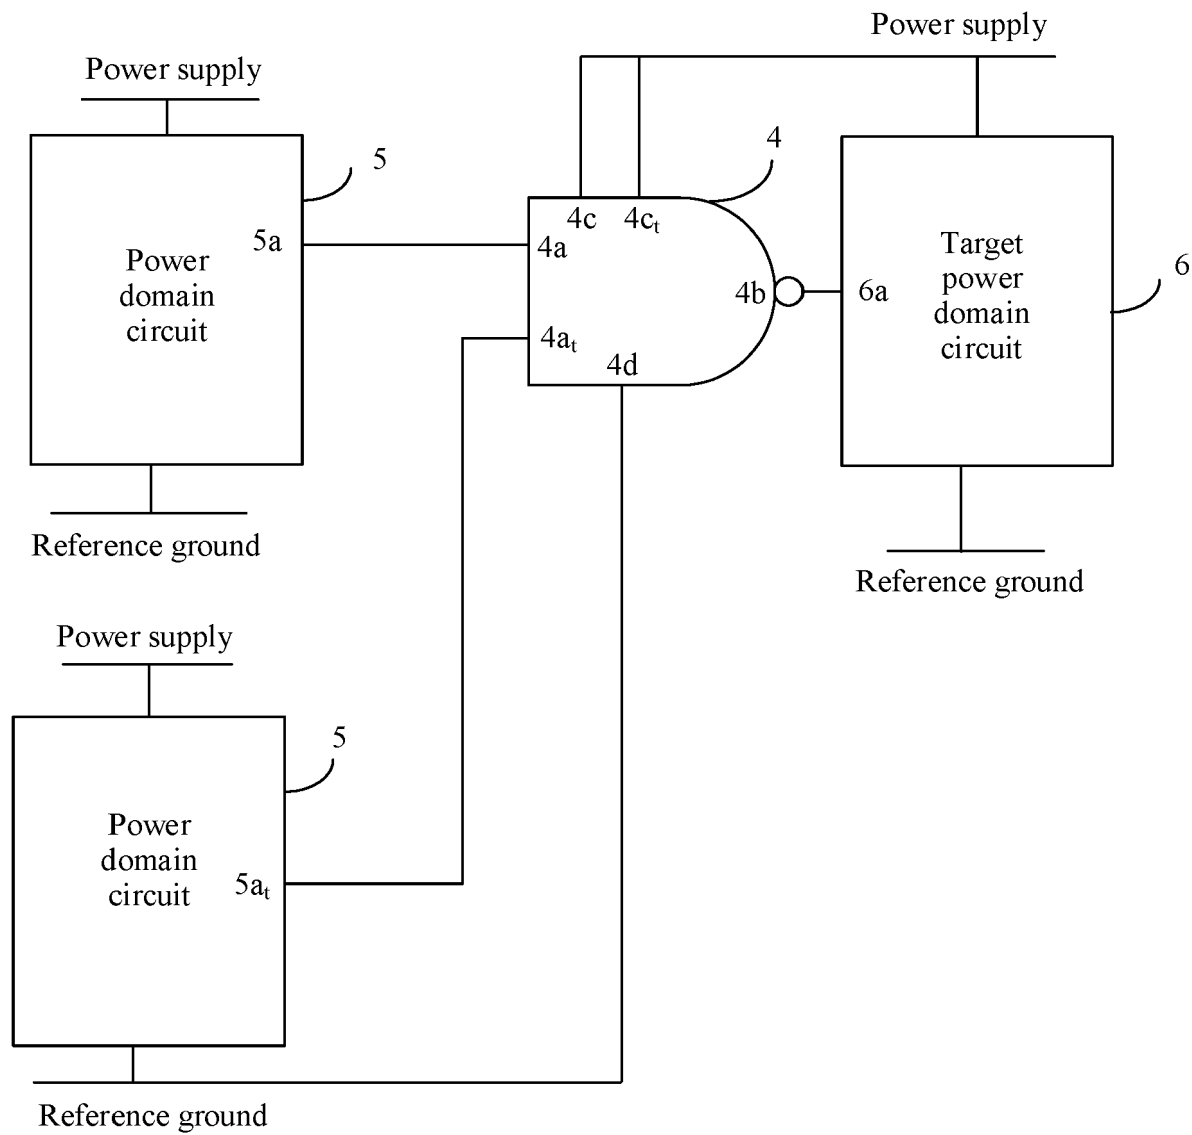 Power supply
Power supply
4
5
4c
4cₜ
5a
4a
Power
domain
circuit
Target
power
domain
circuit
6
4b
6a
4aₜ
4d
Reference ground
Reference ground
Power supply
5
Power
domain
circuit
5aₜ
Reference ground